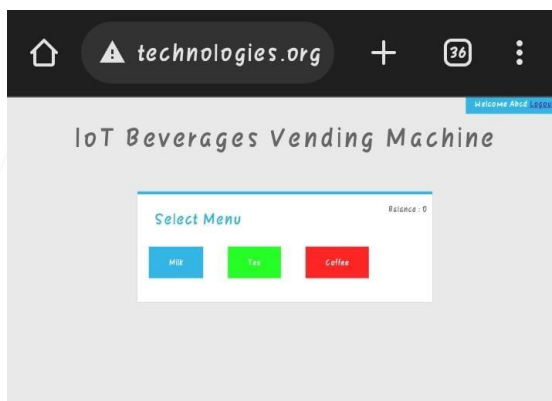 technologies.org
36
Welcome Abcd Logout
IoT Beverages Vending Machine
Balance : 0
Select Menu
Milk Tea Coffee